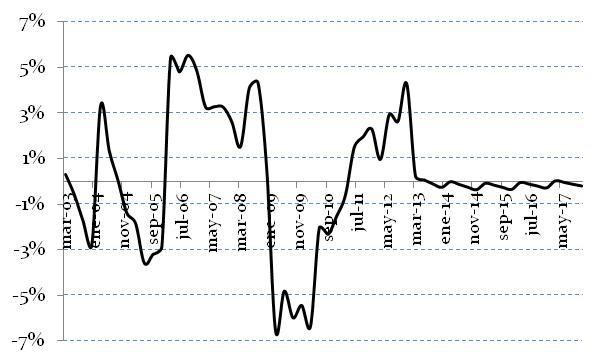 7%
5%
3%
1%
-1%
-3%
-5%
-7%
mar-03
ene-04
nov-04
sep-05
jul-06
may-07
mar-08
ene-09
nov-09
sep-10
jul-11
may-12
mar-13
ene-14
nov-14
sep-15
jul-16
may-17